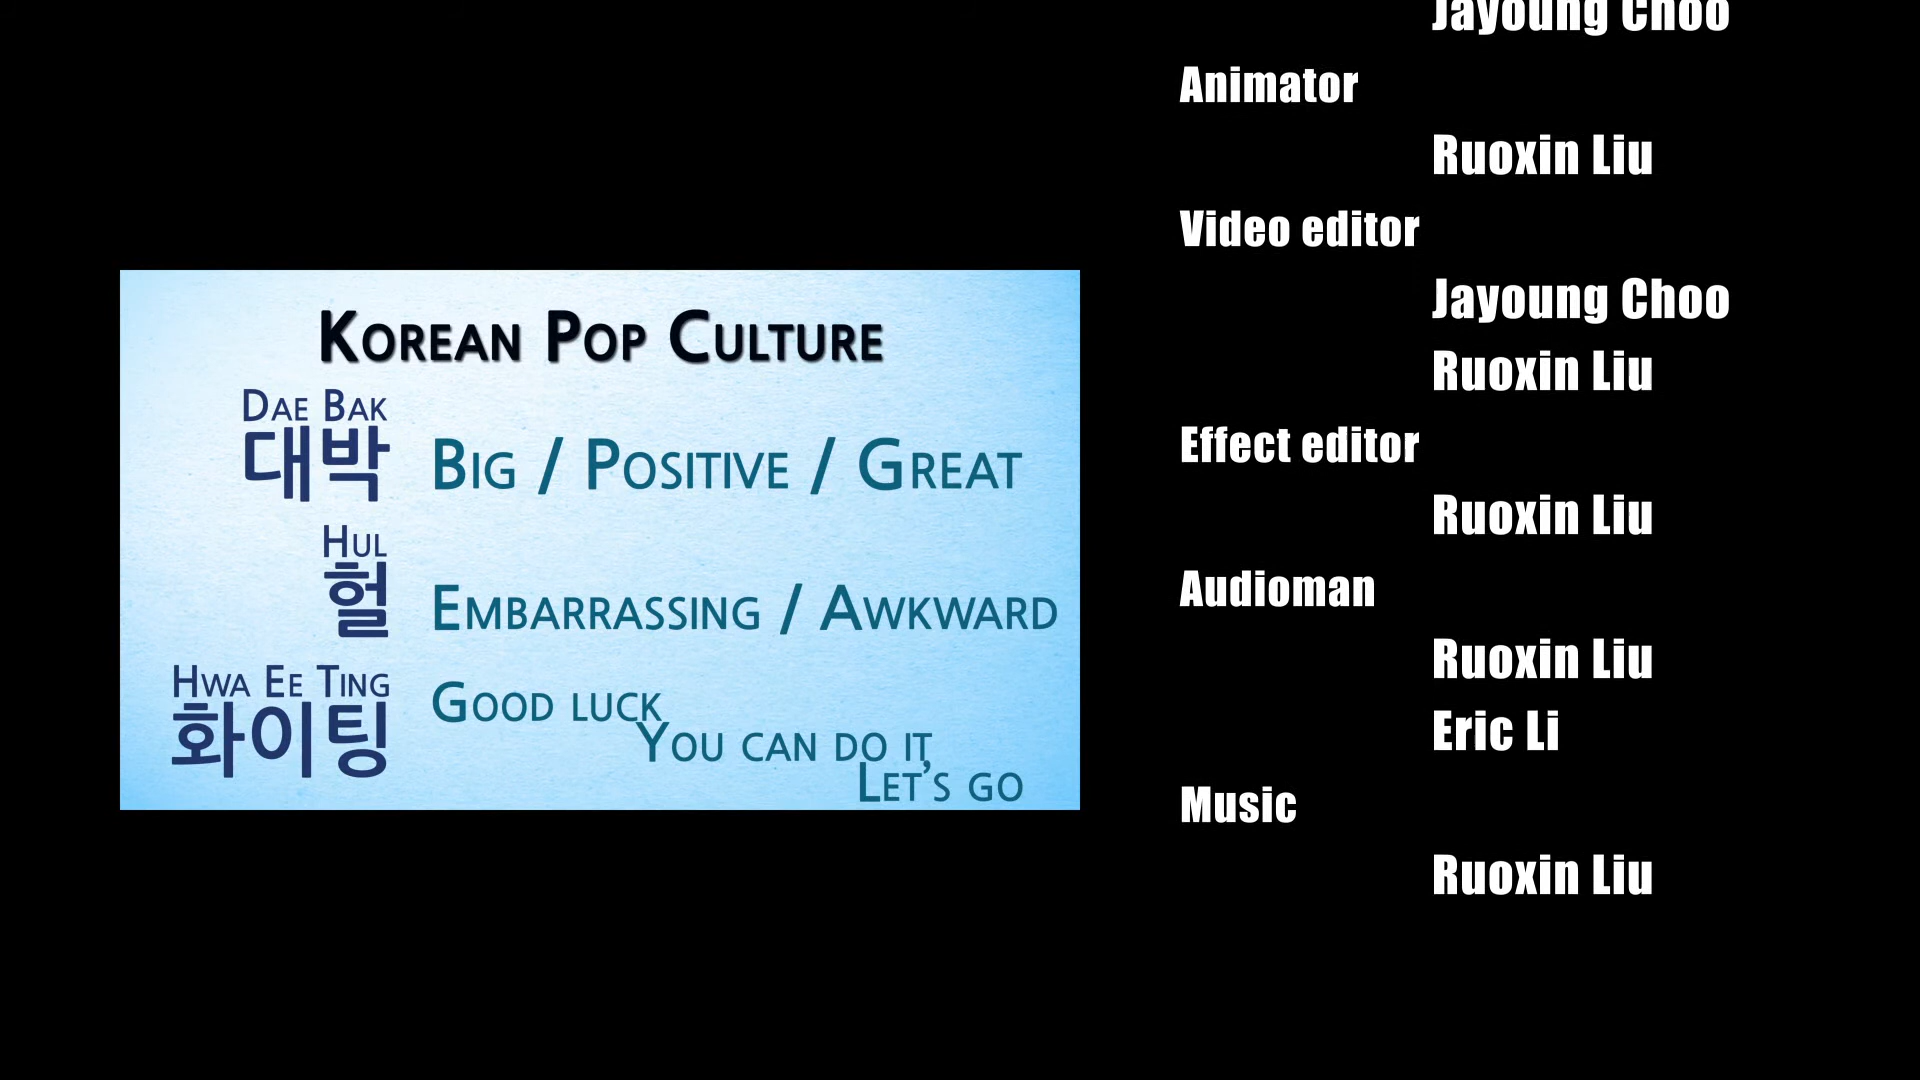 Korean Pop Culture
Dae Bak
대박
Big / Positive / Great
Hul
헐
Embarrassing / Awkward
Hwa Ee Ting
화이팅
Good luck
You can do it
Let's go
Jayoung Choo
Animator
Ruoxin Liu
Video editor
Jayoung Choo
Ruoxin Liu
Effect editor
Ruoxin Liu
Audioman
Ruoxin Liu
Eric Li
Music
Ruoxin Liu